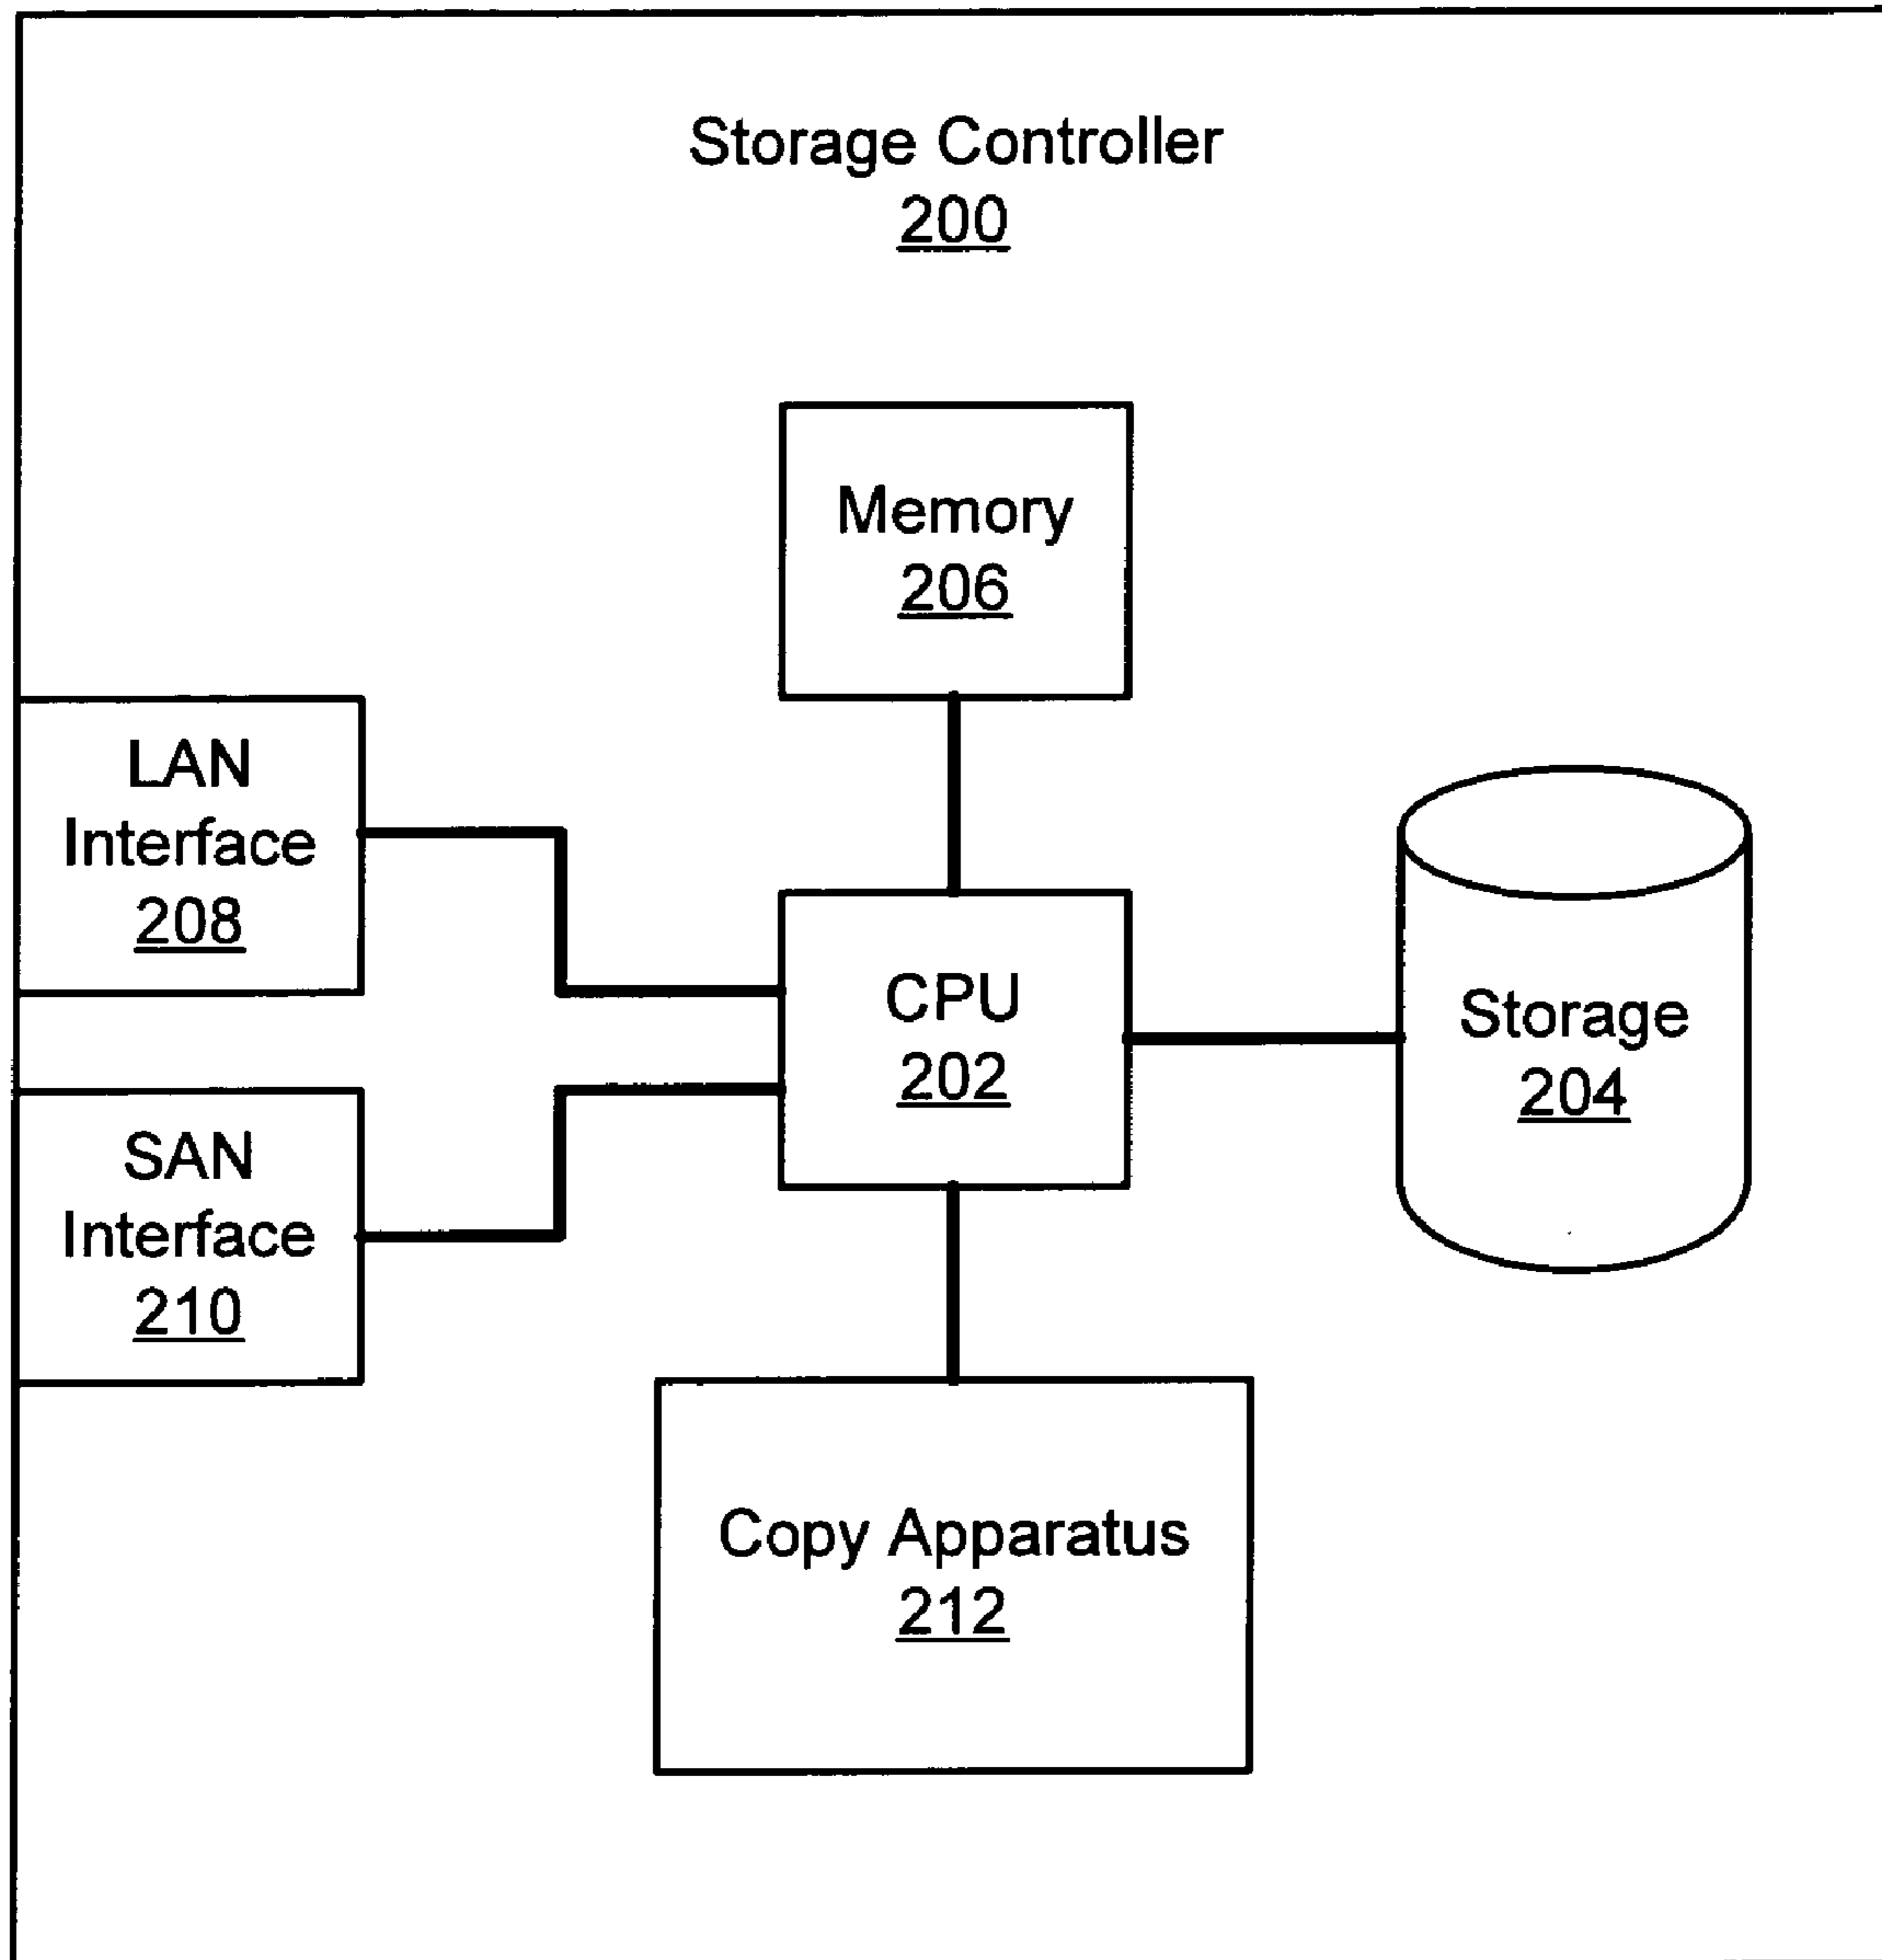 Storage Controller
200
Memory
206
LAN
Interface
208
CPU
202
Storage
204
SAN
Interface
210
Copy Apparatus
212